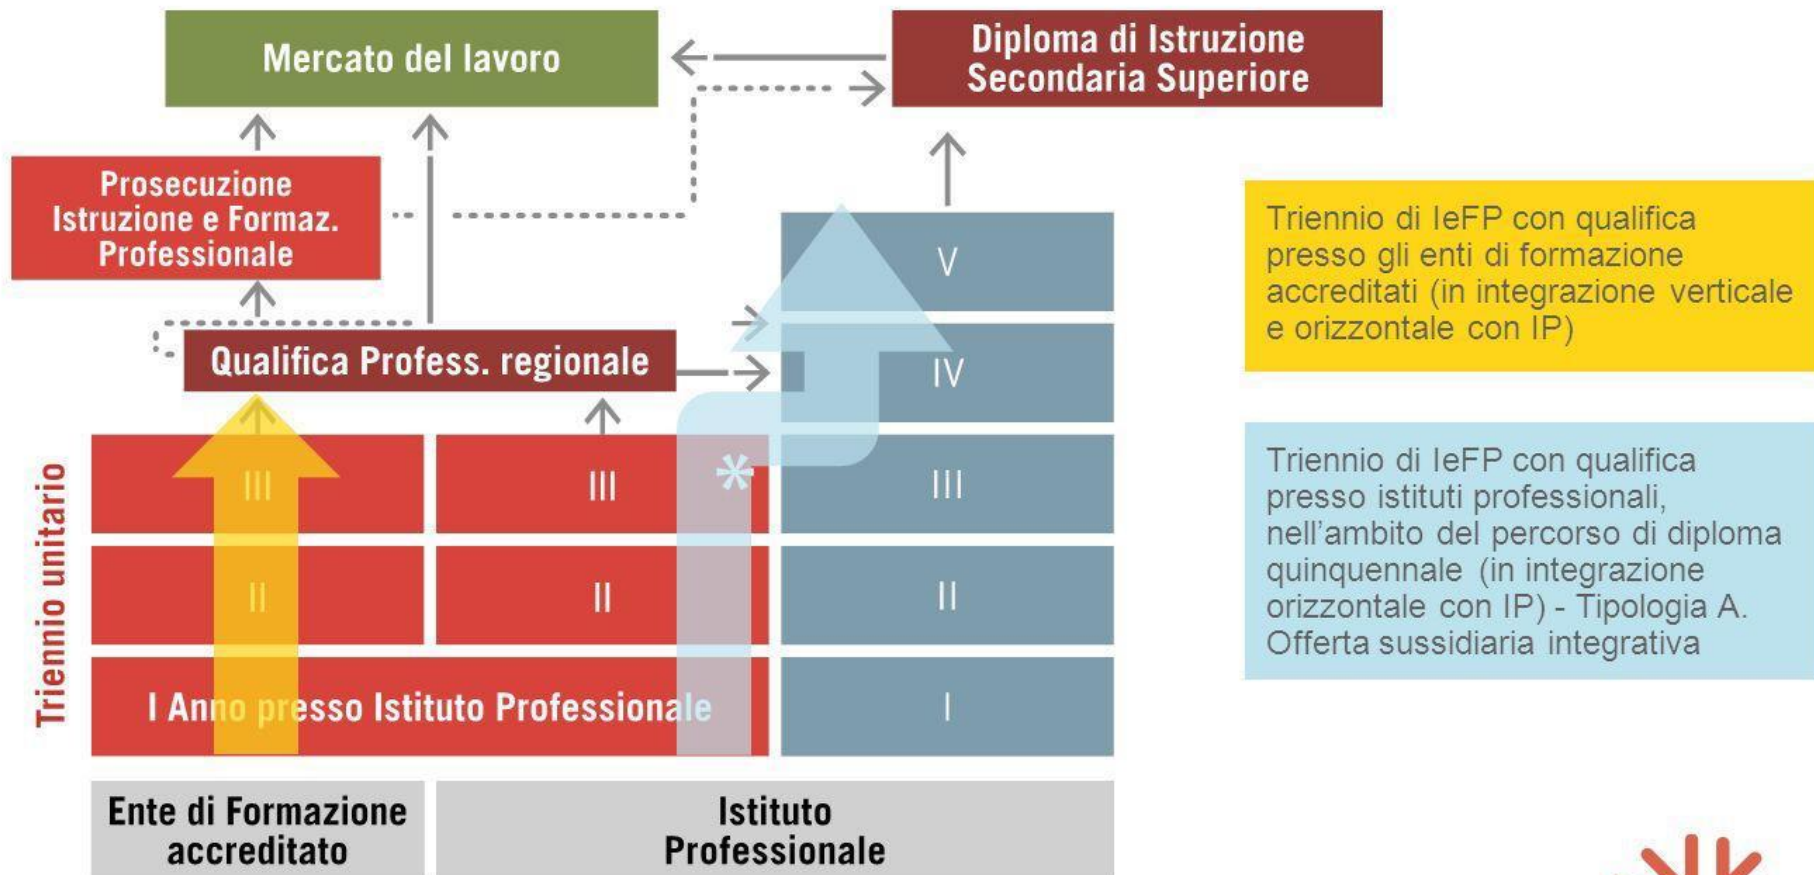 Mercato del lavoro
Diploma di Istruzione
Secondaria Superiore
Prosecuzione
Istruzione e Formaz.
Professionale
Qualifica Profess. regionale
V
IV
III
III
III
*
II
II
II
I Anno presso Istituto Professionale
I
Triennio unitario
Ente di Formazione
accreditato
Istituto
Professionale
Triennio di IeFP con qualifica
presso gli enti di formazione
accreditati (in integrazione verticale
e orizzontale con IP)
Triennio di IeFP con qualifica
presso istituti professionali,
nell'ambito del percorso di diploma
quinquennale (in integrazione
orizzontale con IP) - Tipologia A.
Offerta sussidiaria integrativa